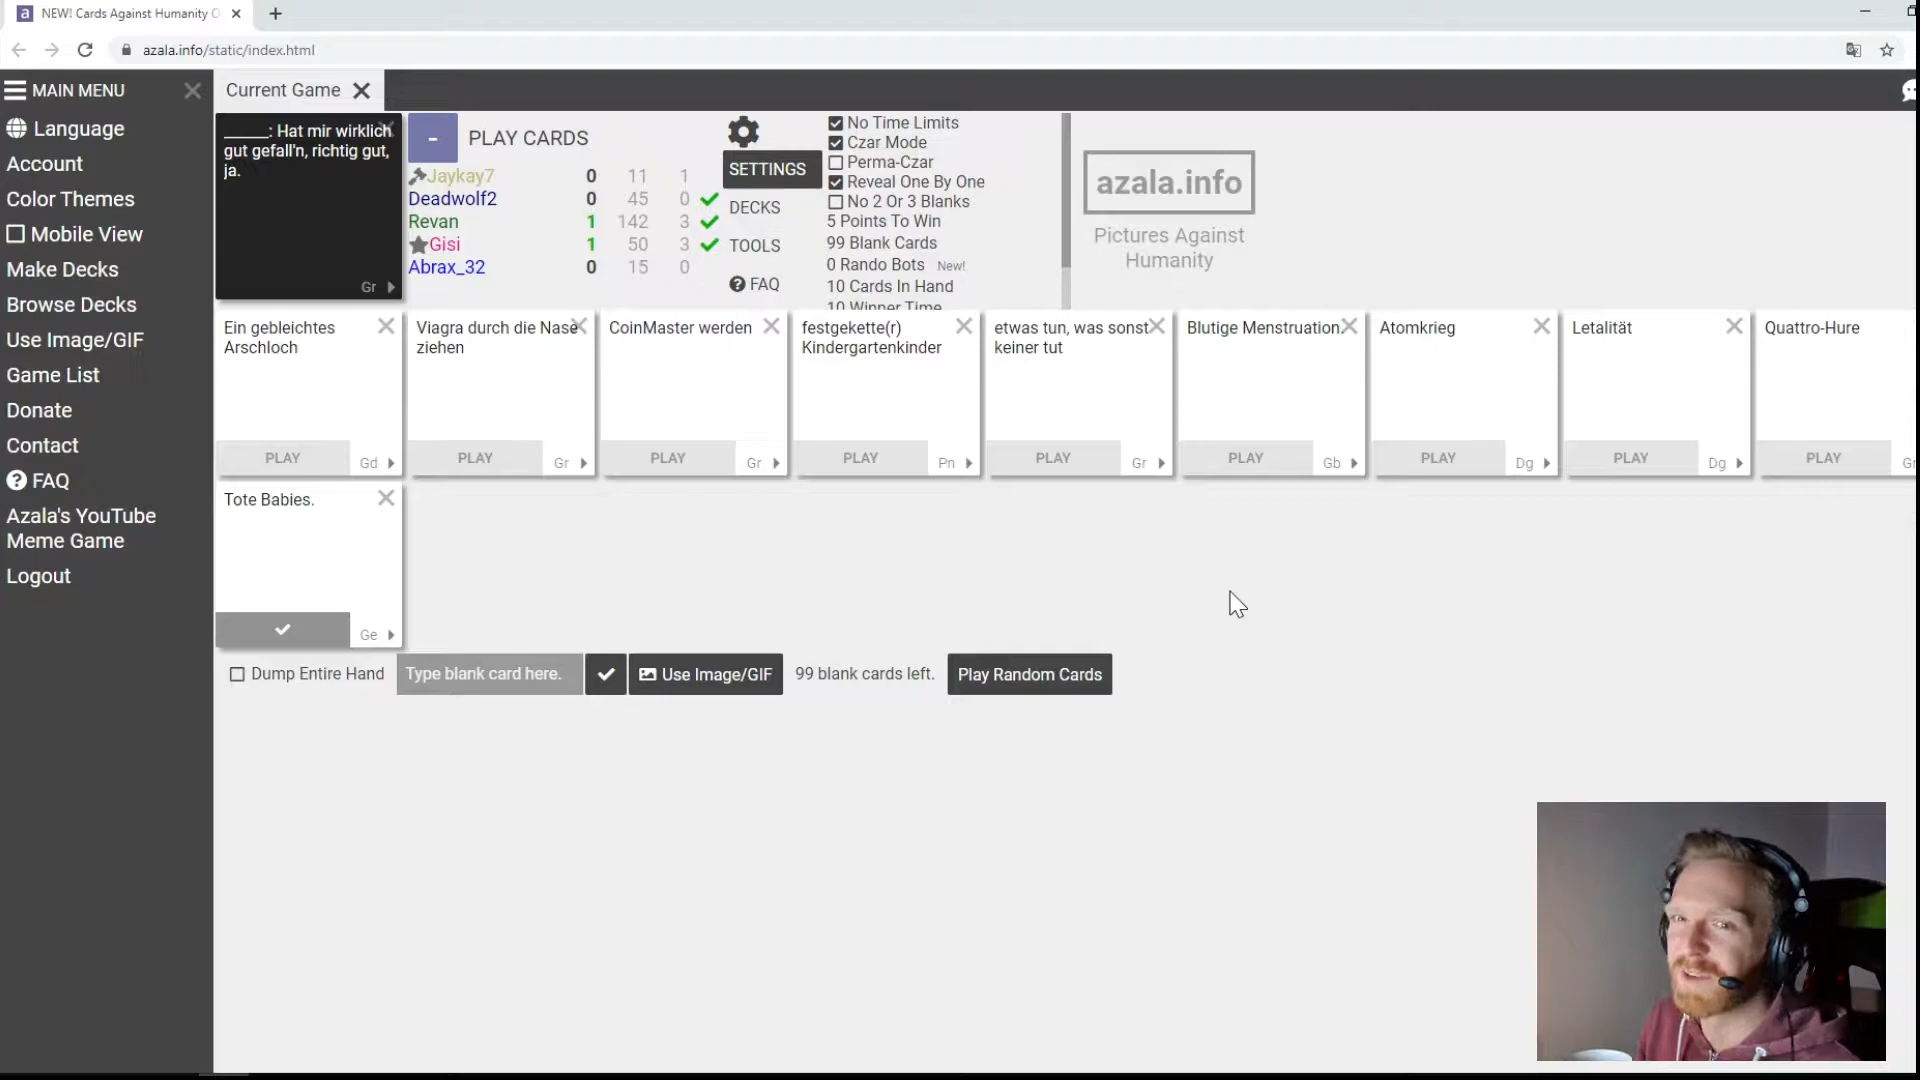 NEW! Cards Against Humanity
azala.info/static/index.html
MAIN MENU
Language
Account
Color Themes
Mobile View
Make Decks
Browse Decks
Use Image/GIF
Game List
Donate
Contact
FAQ
Azala's YouTube
Meme Game
Logout
Current Game
_____: Hat mir wirklich
gut gefall'n, richtig gut,
ja.
Gr
-
PLAY CARDS
Jaykay7 0 11 1
Deadwolf2 0 45 0
Revan 1 142 3
Gisi 1 50 3
Abrax_32 0 15 0
SETTINGS
DECKS
TOOLS
FAQ
No Time Limits
Czar Mode
Perma-Czar
Reveal One By One
No 2 Or 3 Blanks
5 Points To Win
99 Blank Cards
0 Rando Bots New!
10 Cards In Hand
10 Winner Time
azala.info
Pictures Against
Humanity
Ein gebleichtes
Arschloch
PLAY
Gd
Viagra durch die Nase
ziehen
PLAY
Gr
CoinMaster werden
PLAY
Gr
festgekette(r)
Kindergartenkinder
PLAY
Pn
etwas tun, was sonst
keiner tut
PLAY
Gr
Blutige Menstruation.
PLAY
Gb
Atomkrieg
PLAY
Dg
Letalität
PLAY
Dg
Quattro-Hure
PLAY
Gr
Tote Babies.
Ge
Dump Entire Hand
Type blank card here.
Use Image/GIF
99 blank cards left.
Play Random Cards